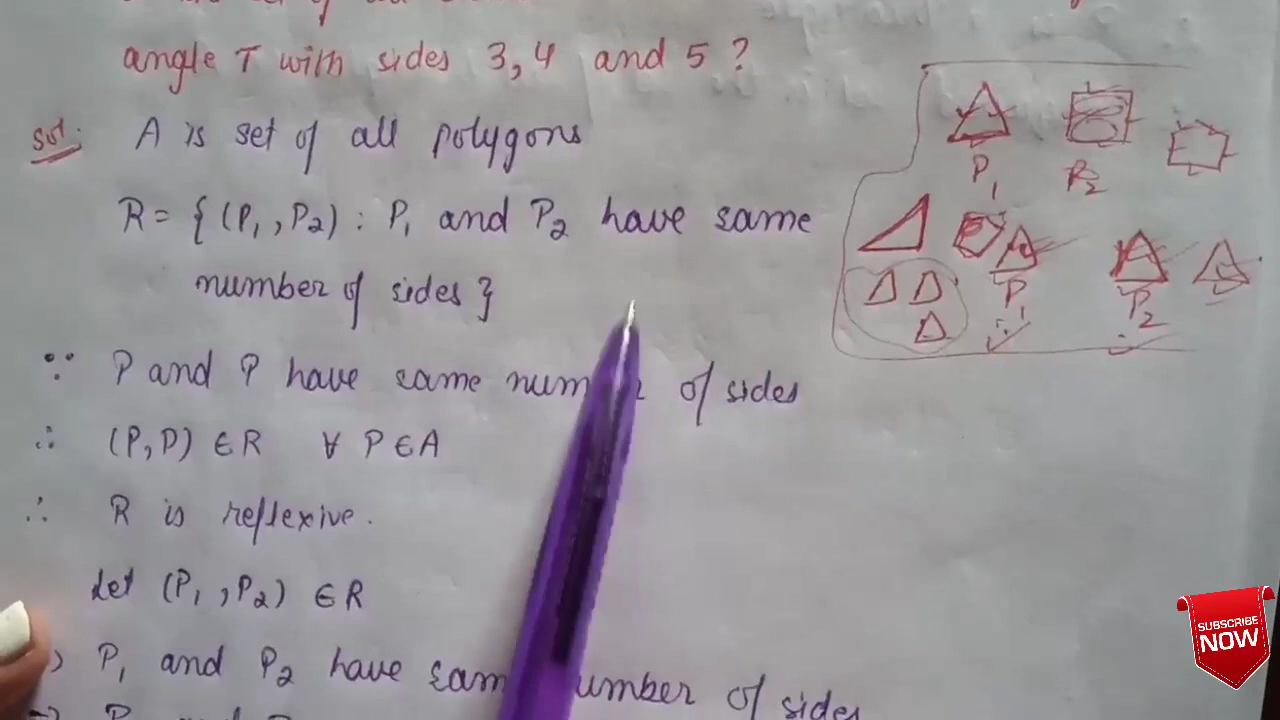 angle T with sides 3, 4 and 5 ?
Sol. A is set of all polygons
R = { (P₁, P₂) : P₁ and P₂ have same
number of sides }
∵ P and P have same num of sides
∴ (P, P) ∈ R ∀ P ∈ A
∴ R is reflexive.
Let (P₁, P₂) ∈ R
P₁ and P₂ have sam umber of sides
P₁
P₂
P₁
P₂
SUBSCRIBE
NOW